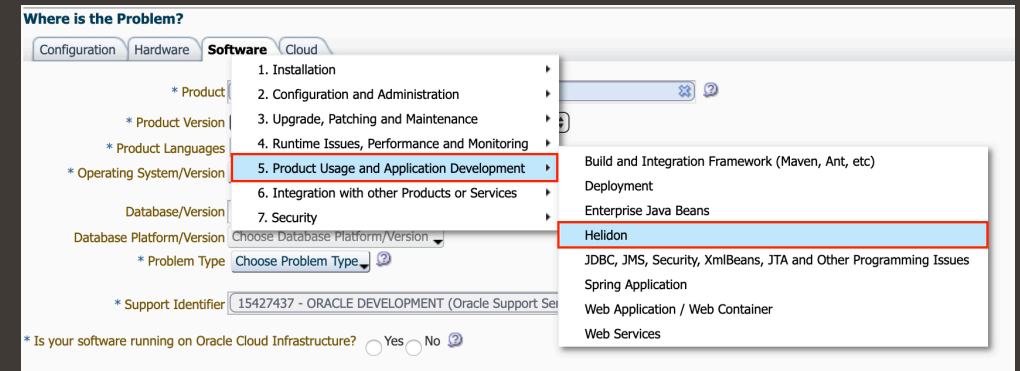 Where is the Problem?
Configuration Hardware Software Cloud
* Product
* Product Version
* Product Languages
* Operating System/Version
Database/Version
Database Platform/Version Choose Database Platform/Version
* Problem Type Choose Problem Type
* Support Identifier 15427437 - ORACLE DEVELOPMENT (Oracle Support Ser
* Is your software running on Oracle Cloud Infrastructure? Yes No
1. Installation
2. Configuration and Administration
3. Upgrade, Patching and Maintenance
4. Runtime Issues, Performance and Monitoring
5. Product Usage and Application Development
6. Integration with other Products or Services
7. Security
Build and Integration Framework (Maven, Ant, etc)
Deployment
Enterprise Java Beans
Helidon
JDBC, JMS, Security, XmlBeans, JTA and Other Programming Issues
Spring Application
Web Application / Web Container
Web Services